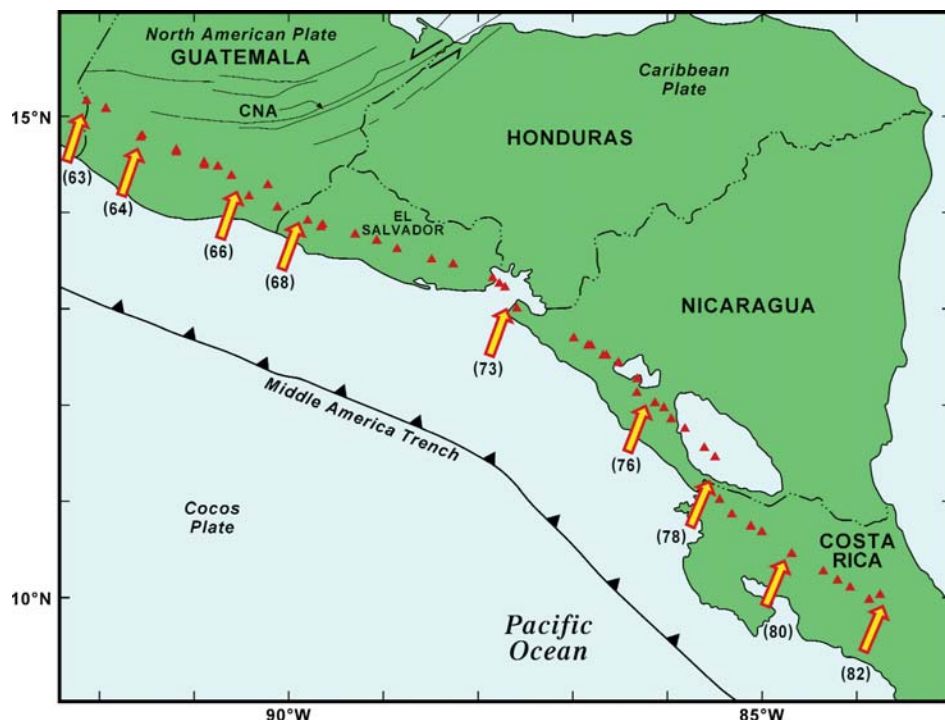 North American Plate
GUATEMALA
CNA
Caribbean
Plate
15°N
HONDURAS
(63)
(64)
(66)
(68)
EL
SALVADOR
NICARAGUA
(73)
Middle America Trench
(76)
Cocos
Plate
(78)
COSTA
RICA
10°N
(80)
(82)
Pacific
Ocean
90°W
85°W